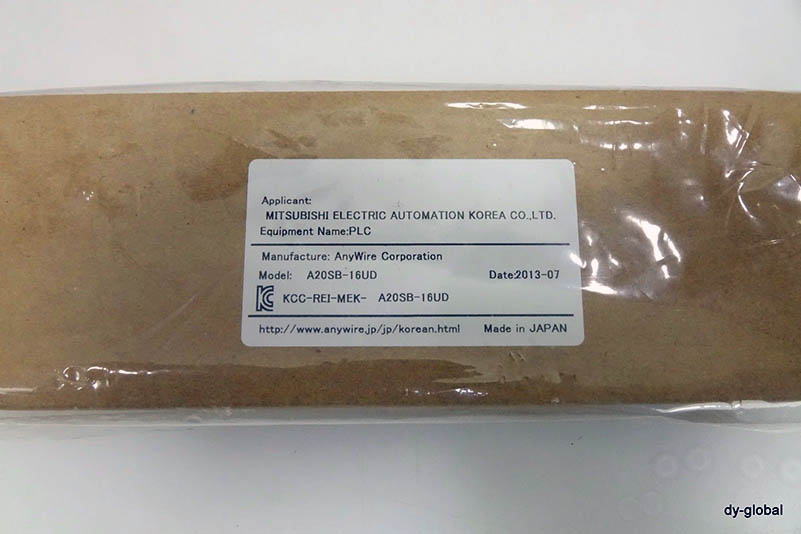 Applicant:
MITSUBISHI ELECTRIC AUTOMATION KOREA CO.,LTD.
Equipment Name:PLC
Manufacture: AnyWire Corporation
Model: A20SB-16UD Date:2013-07
KCC-REI-MEK- A20SB-16UD
http://www.anywire.jp/jp/korean.html Made in JAPAN
dy-global